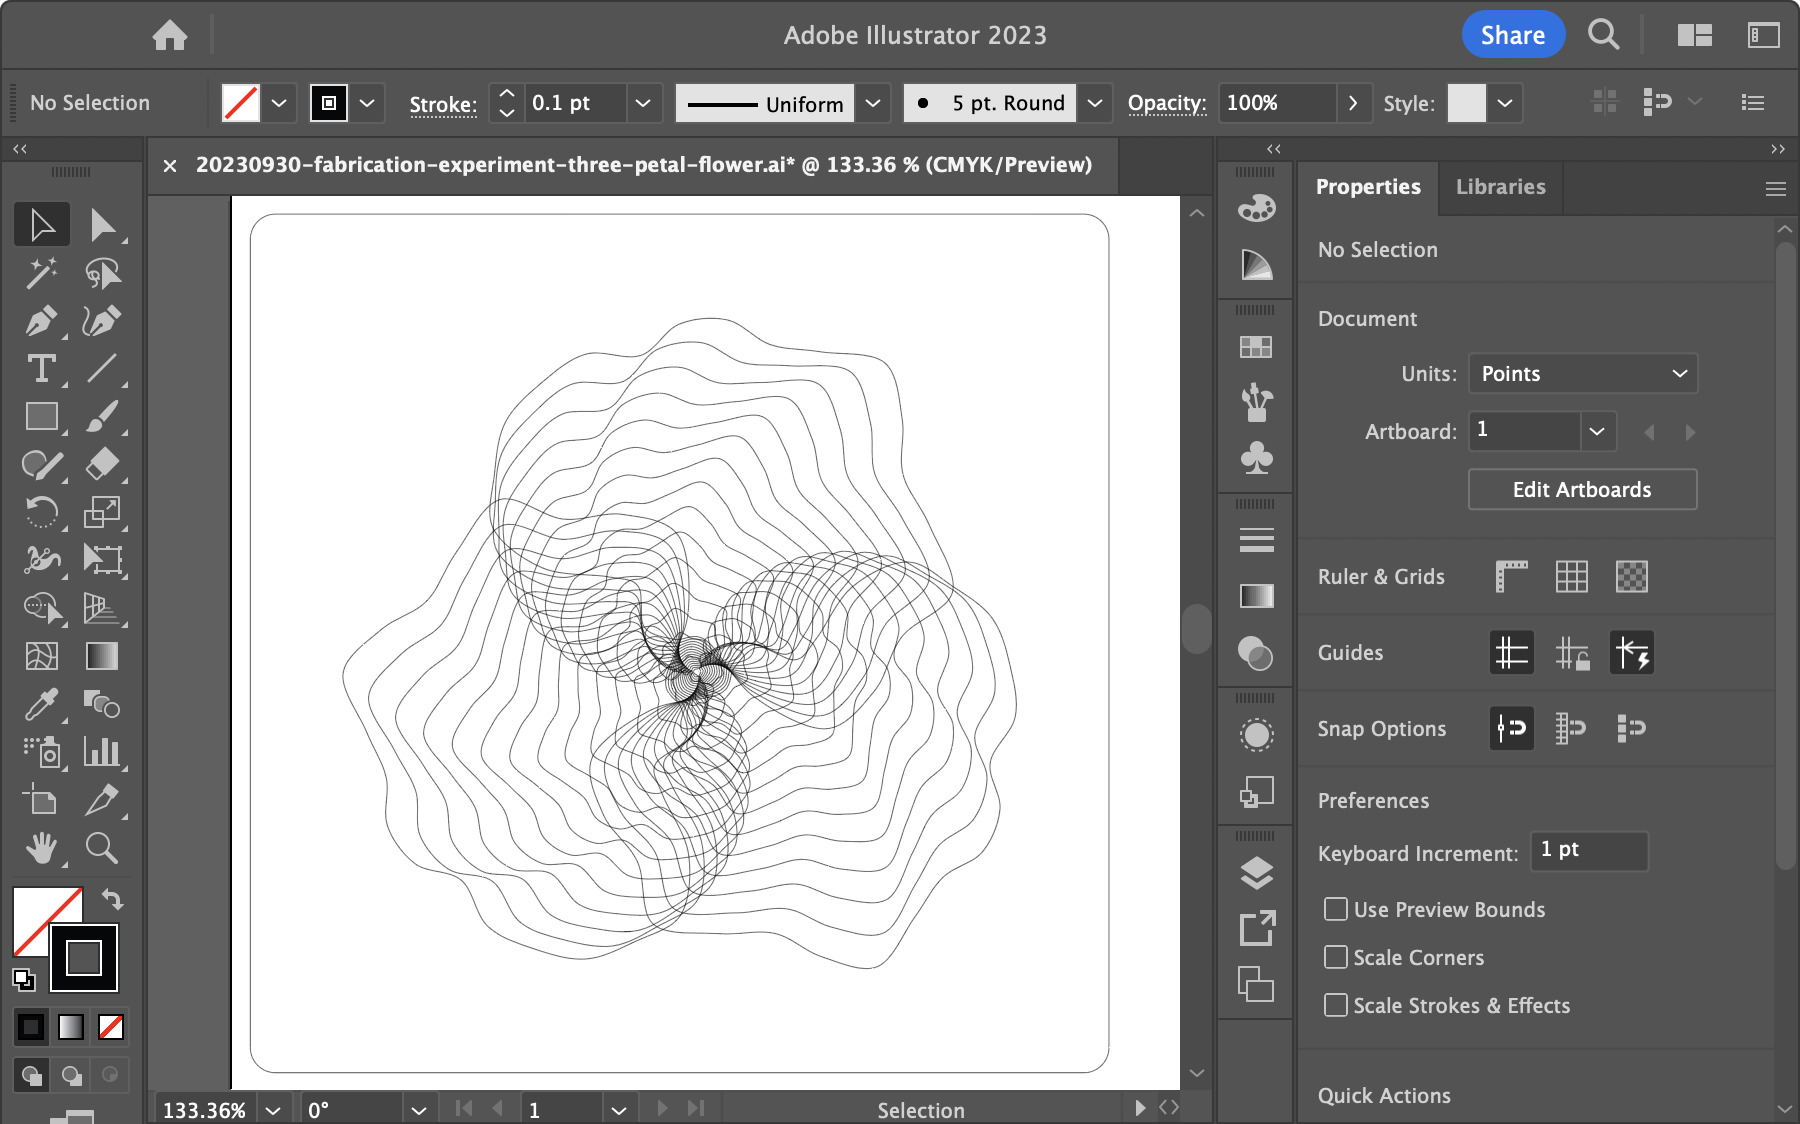 Adobe Illustrator 2023
Share
No Selection
Stroke:
0.1 pt
Uniform
5 pt. Round
Opacity:
100%
Style:
20230930-fabrication-experiment-three-petal-flower.ai* @ 133.36 % (CMYK/Preview)
Properties
Libraries
No Selection
Document
Units:
Points
Artboard:
1
Edit Artboards
Ruler & Grids
Guides
Snap Options
Preferences
Keyboard Increment:
1 pt
Use Preview Bounds
Scale Corners
Scale Strokes & Effects
Quick Actions
133.36%
0°
1
Selection